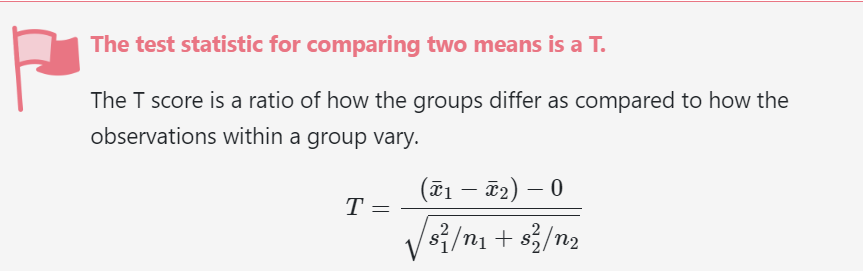 The test statistic for comparing two means is a T.
The T score is a ratio of how the groups differ as compared to how the
observations within a group vary.
T = \frac{(\bar{x}_1 - \bar{x}_2) - 0}{\sqrt{s_1^2/n_1 + s_2^2/n_2}}